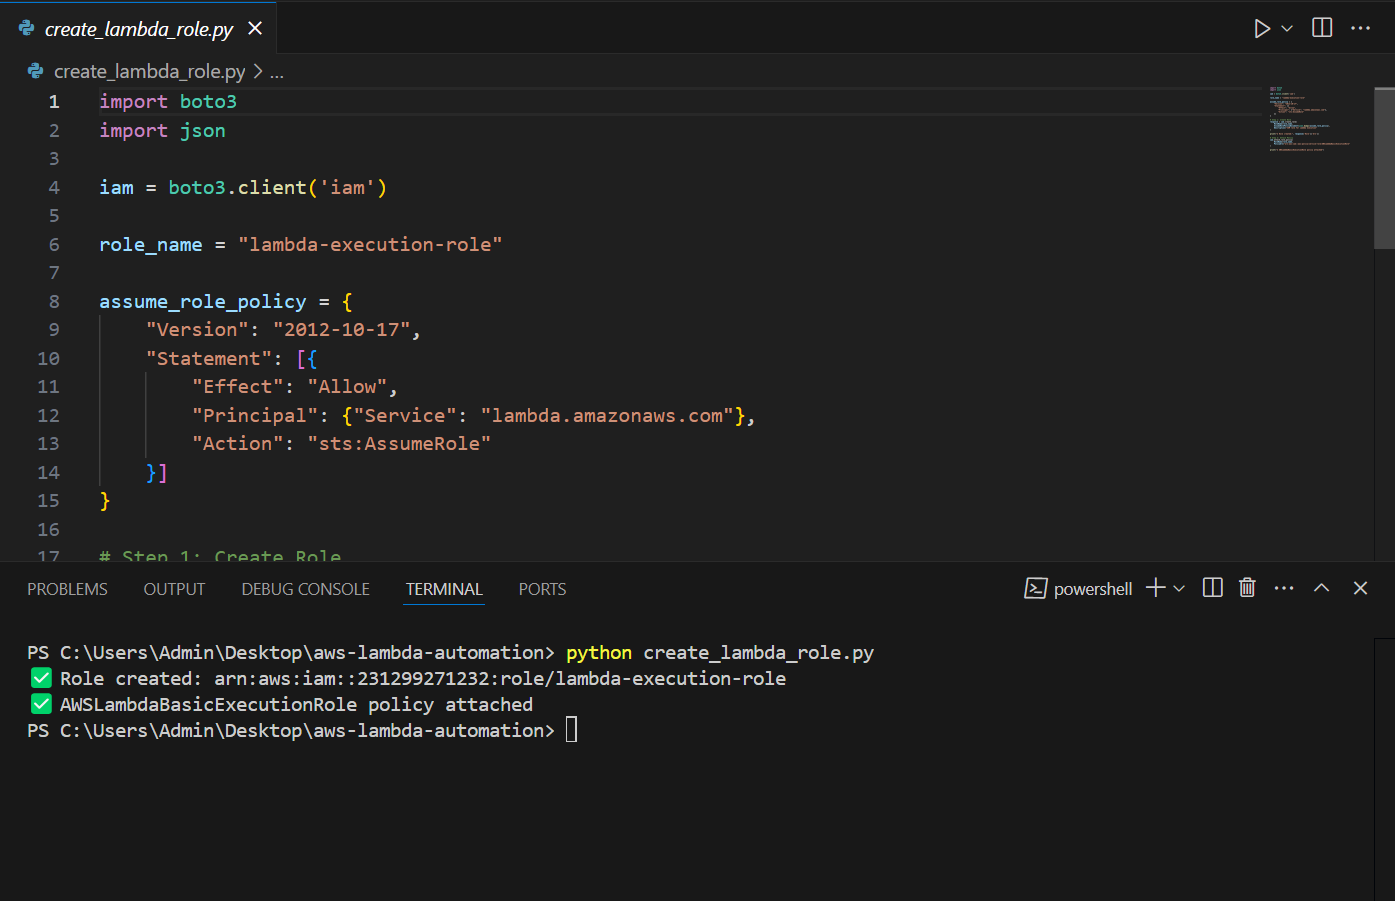 create_lambda_role.py
create_lambda_role.py > ...
1 import boto3
2 import json
3
4 iam = boto3.client('iam')
5
6 role_name = "lambda-execution-role"
7
8 assume_role_policy = {
9 "Version": "2012-10-17",
10 "Statement": [{
11 "Effect": "Allow",
12 "Principal": {"Service": "lambda.amazonaws.com"},
13 "Action": "sts:AssumeRole"
14 }]
15 }
16
17 # Step 1: Create Role
PROBLEMS OUTPUT DEBUG CONSOLE TERMINAL PORTS powershell
PS C:\Users\Admin\Desktop\aws-lambda-automation> python create_lambda_role.py
✅ Role created: arn:aws:iam::231299271232:role/lambda-execution-role
✅ AWSLambdaBasicExecutionRole policy attached
PS C:\Users\Admin\Desktop\aws-lambda-automation>